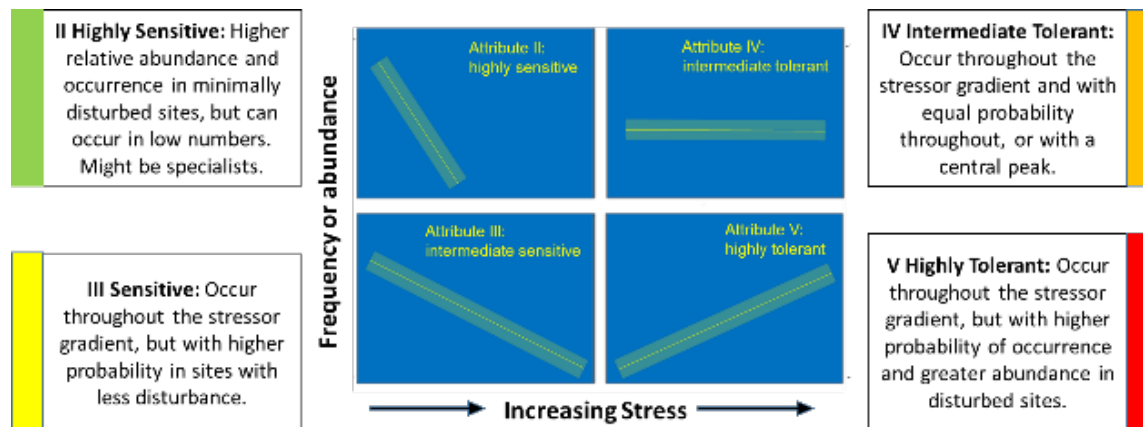 II Highly Sensitive: Higher
relative abundance and
occurrence in minimally
disturbed sites, but can
occur in low numbers.
Might be specialists.
III Sensitive: Occur
throughout the stressor
gradient, but with higher
probability in sites with
less disturbance.
Frequency or abundance
Attribute II:
highly sensitive
Attribute IV:
intermediate tolerant
Attribute III:
intermediate sensitive
Attribute V:
highly tolerant
Increasing Stress
IV Intermediate Tolerant:
Occur throughout the
stressor gradient and with
equal probability
throughout, or with a
central peak.
V Highly Tolerant: Occur
throughout the stressor
gradient, but with higher
probability of occurrence
and greater abundance in
disturbed sites.